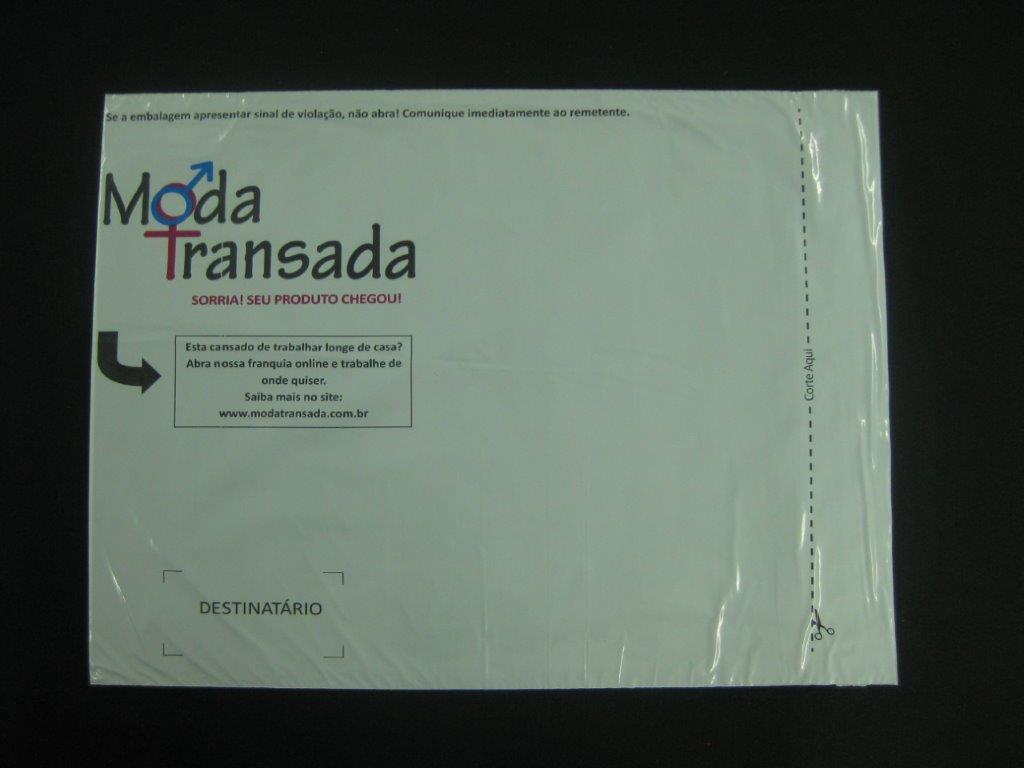 Se a embalagem apresentar sinal de violação, não abra! Comunique imediatamente ao remetente.
Moda
Transada
SORRIA! SEU PRODUTO CHEGOU!
Esta cansado de trabalhar longe de casa?
Abra nossa franquia online e trabalhe de
onde quiser.
Saiba mais no site:
www.modatransada.com.br
Corte Aqui
DESTINATÁRIO